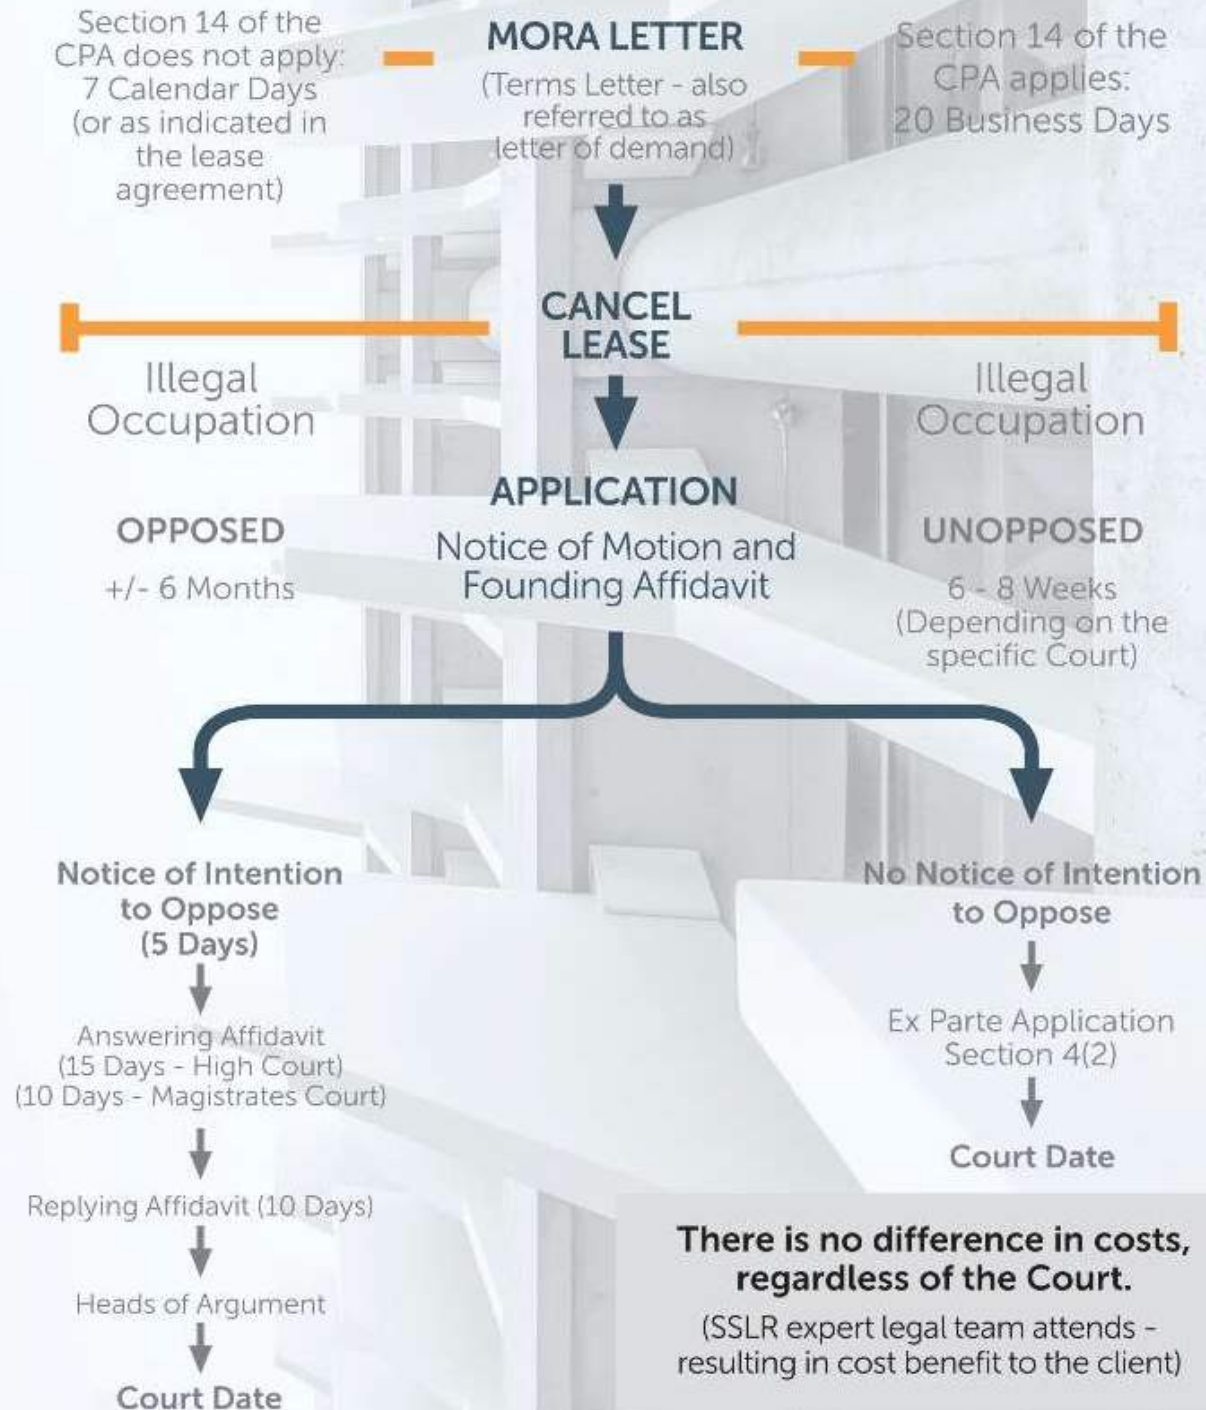 Section 14 of the
CPA does not apply:
7 Calendar Days
(or as indicated in
the lease
agreement)
MORA LETTER
(Terms Letter - also
referred to as
letter of demand)
Section 14 of the
CPA applies:
20 Business Days
CANCEL
LEASE
Illegal
Occupation
Illegal
Occupation
APPLICATION
Notice of Motion and
Founding Affidavit
OPPOSED
+/- 6 Months
UNOPPOSED
6 - 8 Weeks
(Depending on the
specific Court)
Notice of Intention
to Oppose
(5 Days)
Answering Affidavit
(15 Days - High Court)
(10 Days - Magistrates Court)
Replying Affidavit (10 Days)
Heads of Argument
Court Date
No Notice of Intention
to Oppose
Ex Parte Application
Section 4(2)
Court Date
There is no difference in costs,
regardless of the Court.
(SSLR expert legal team attends -
resulting in cost benefit to the client)